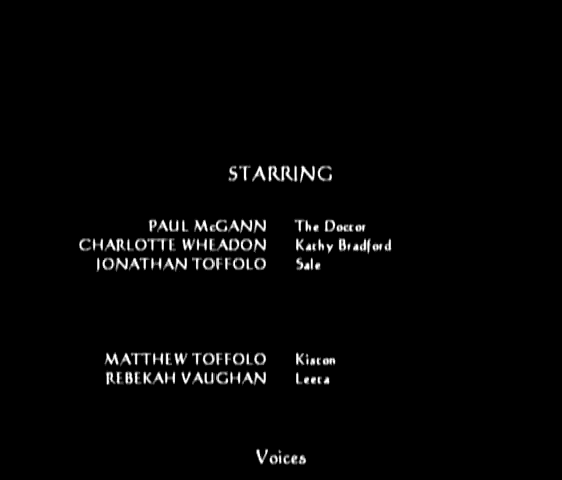 STARRING
PAUL McGANN The Doctor
CHARLOTTE WHEADON Kathy Bradford
JONATHAN TOFFOLO Sale
MATTHEW TOFFOLO Kiston
REBEKAH VAUGHAN Leeta
Voices